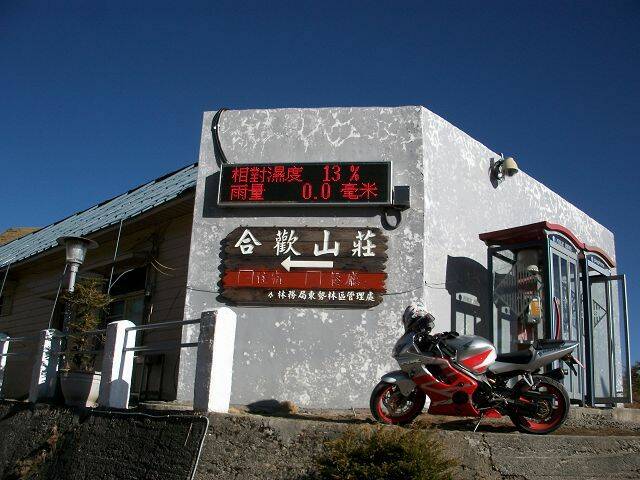 相對濕度 13 %
雨量 0.0 毫米
合歡山莊
林務局東勢林區管理處